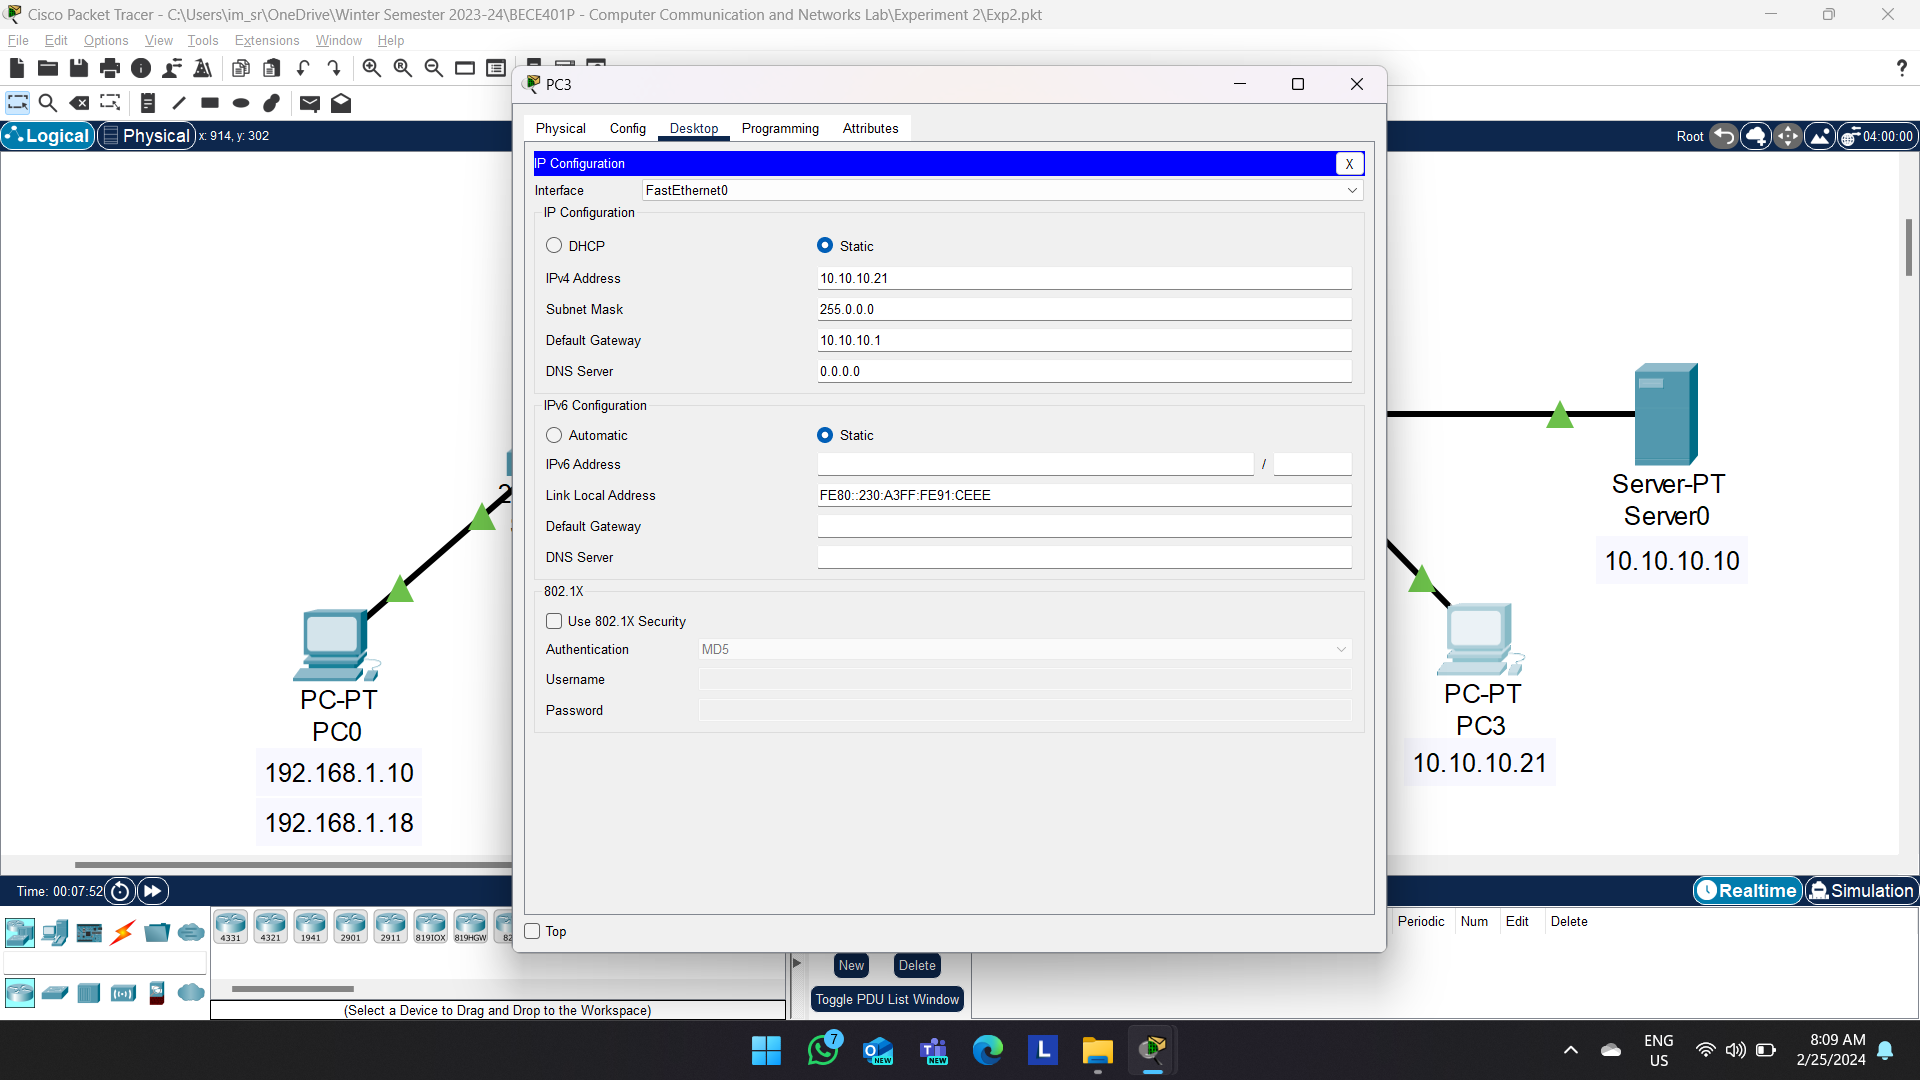 Cisco Packet Tracer - C:\Users\im_sr\OneDrive\Winter Semester 2023-24\BECE401P - Computer Communication and Networks Lab\Experiment 2\Exp2.pkt
File Edit Options View Tools Extensions Window Help
?
PC3
Logical Physical x: 914, y: 302
Root 04:00:00
Physical Config Desktop Programming Attributes
IP Configuration X
Interface FastEthernet0
IP Configuration
DHCP Static
IPv4 Address 10.10.10.21
Subnet Mask 255.0.0.0
Default Gateway 10.10.10.1
DNS Server 0.0.0.0
IPv6 Configuration
Automatic Static
IPv6 Address /
Link Local Address FE80::230:A3FF:FE91:CEEE
Default Gateway
DNS Server
802.1X
Use 802.1X Security
Authentication MD5
Username
Password
Top
2
PC-PT
PC0
192.168.1.10
192.168.1.18
Server-PT
Server0
10.10.10.10
PC-PT
PC3
10.10.10.21
Time: 00:07:52
Realtime Simulation
4331 4321 1941 2901 2911 819IOX 819HGW
Periodic Num Edit Delete
New Delete
Toggle PDU List Window
(Select a Device to Drag and Drop to the Workspace)
7
NEW
NEW
L
ENG
US
8:09 AM
2/25/2024